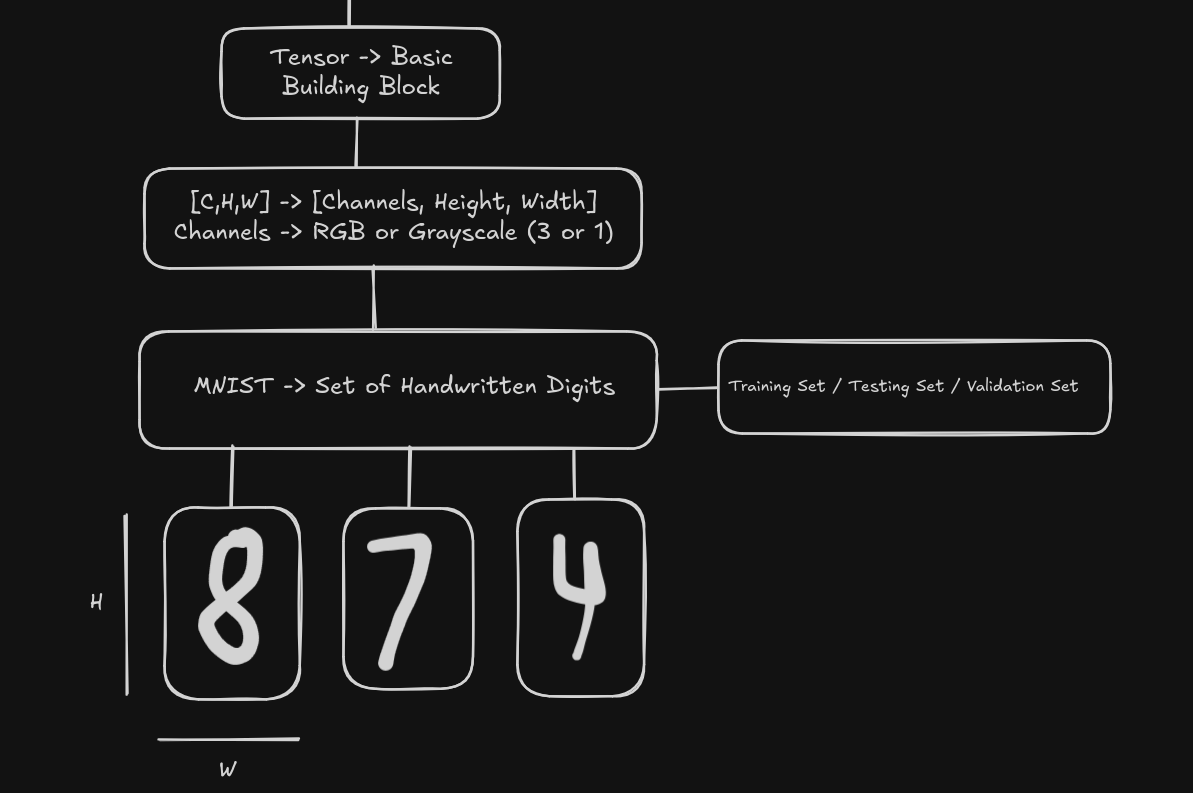 Tensor -> Basic
Building Block
[C,H,W] -> [Channels, Height, Width]
Channels -> RGB or Grayscale (3 or 1)
MNIST -> Set of Handwritten Digits
Training Set / Testing Set / Validation Set
8 7 4
H
W